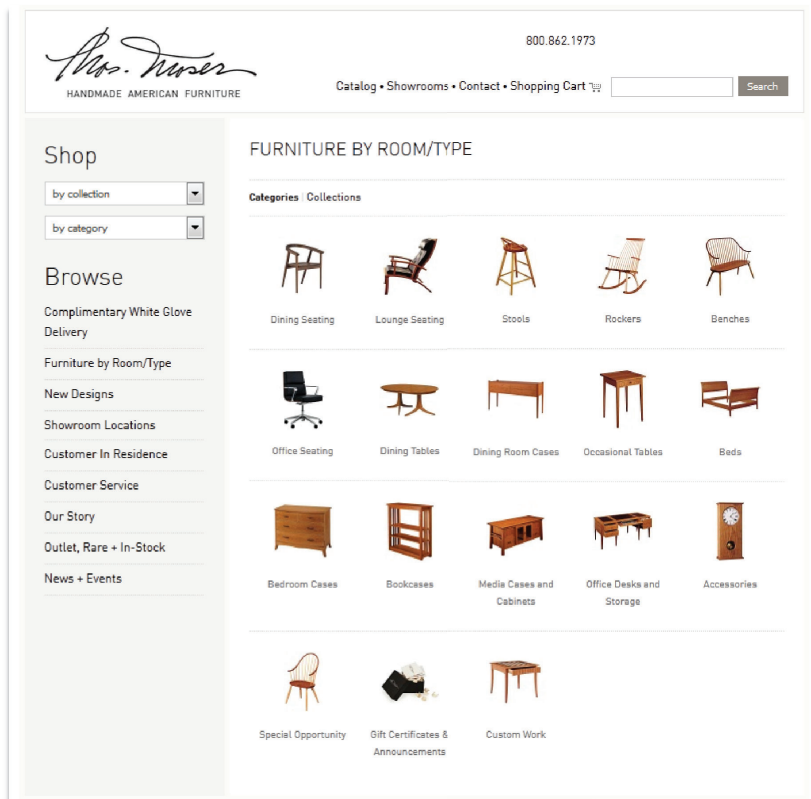 Thos. Moser
HANDMADE AMERICAN FURNITURE
800.862.1973
Catalog • Showrooms • Contact • Shopping Cart
Search
Shop
by collection
by category
Browse
Complimentary White Glove
Delivery
Furniture by Room/Type
New Designs
Showroom Locations
Customer In Residence
Customer Service
Our Story
Outlet, Rare + In-Stock
News + Events
FURNITURE BY ROOM/TYPE
Categories | Collections
Dining Seating
Lounge Seating
Stools
Rockers
Benches
Office Seating
Dining Tables
Dining Room Cases
Occasional Tables
Beds
Bedroom Cases
Bookcases
Media Cases and
Cabinets
Office Desks and
Storage
Accessories
Special Opportunity
Gift Certificates &
Announcements
Custom Work